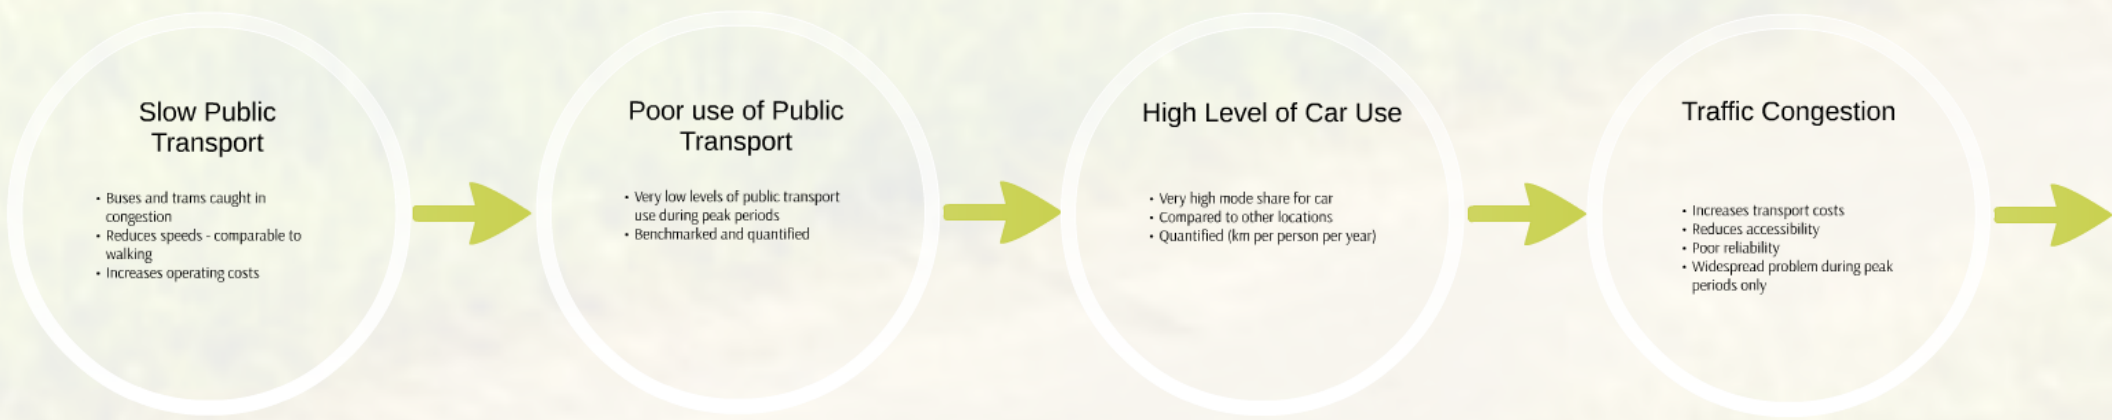 Slow Public
Transport
• Buses and trams caught in
congestion
• Reduces speeds - comparable to
walking
• Increases operating costs
Poor use of Public
Transport
• Very low levels of public transport
use during peak periods
• Benchmarked and quantified
High Level of Car Use
• Very high mode share for car
• Compared to other locations
• Quantified (km per person per year)
Traffic Congestion
• Increases transport costs
• Reduces accessibility
• Poor reliability
• Widespread problem during peak
periods only